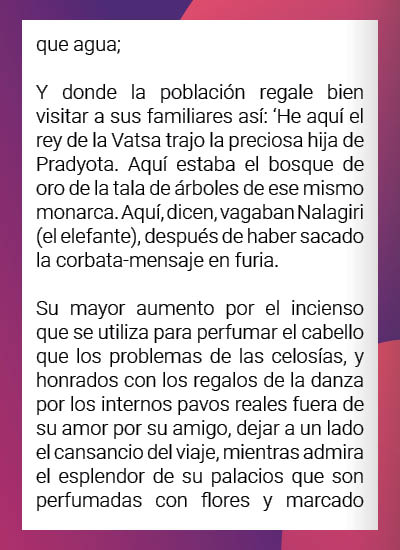 que agua;
Y donde la población regale bien
visitar a sus familiares así: ‘He aquí el
rey de la Vatsa trajo la preciosa hija de
Pradyota. Aquí estaba el bosque de
oro de la tala de árboles de ese mismo
monarca. Aquí, dicen, vagaban Nalagiri
(el elefante), después de haber sacado
la corbata-mensaje en furia.
Su mayor aumento por el incienso
que se utiliza para perfumar el cabello
que los problemas de las celosías, y
honrados con los regalos de la danza
por los internos pavos reales fuera de
su amor por su amigo, dejar a un lado
el cansancio del viaje, mientras admira
el esplendor de su palacios que son
perfumadas con flores y marcado